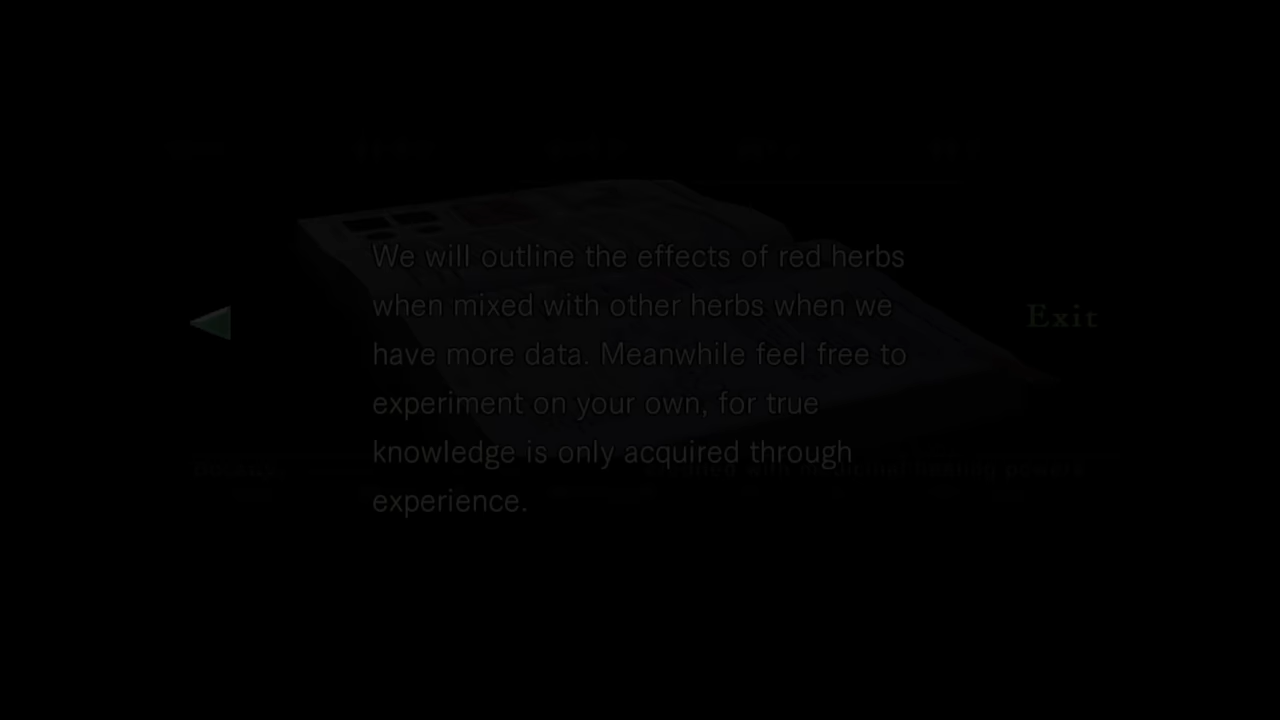 We will outline the effects of red herbs
Exit
when mixed with other herbs when we
have more data. Meanwhile feel free to
experiment on your own, for true
knowledge is only acquired through
experience.